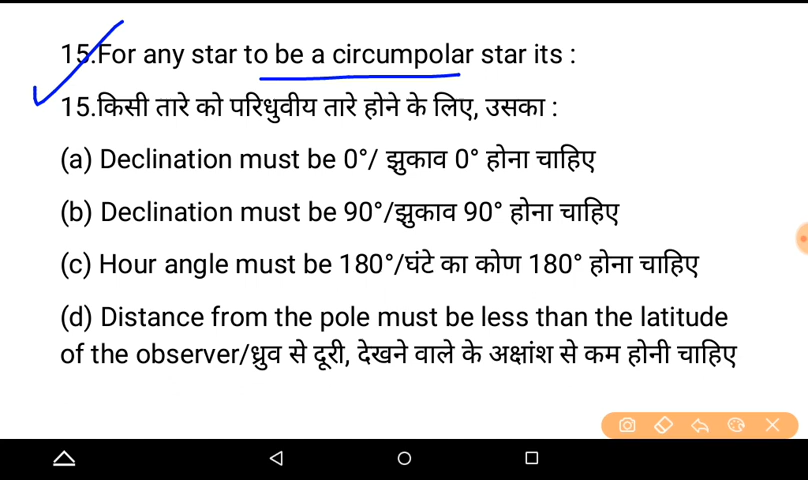 15.For any star to be a circumpolar star its :
15.किसी तारे को परिधुवीय तारे होने के लिए, उसका :
(a) Declination must be 0°/ झुकाव 0° होना चाहिए
(b) Declination must be 90°/झुकाव 90° होना चाहिए
(c) Hour angle must be 180°/घंटे का कोण 180° होना चाहिए
(d) Distance from the pole must be less than the latitude
of the observer/ध्रुव से दूरी, देखने वाले के अक्षांश से कम होनी चाहिए